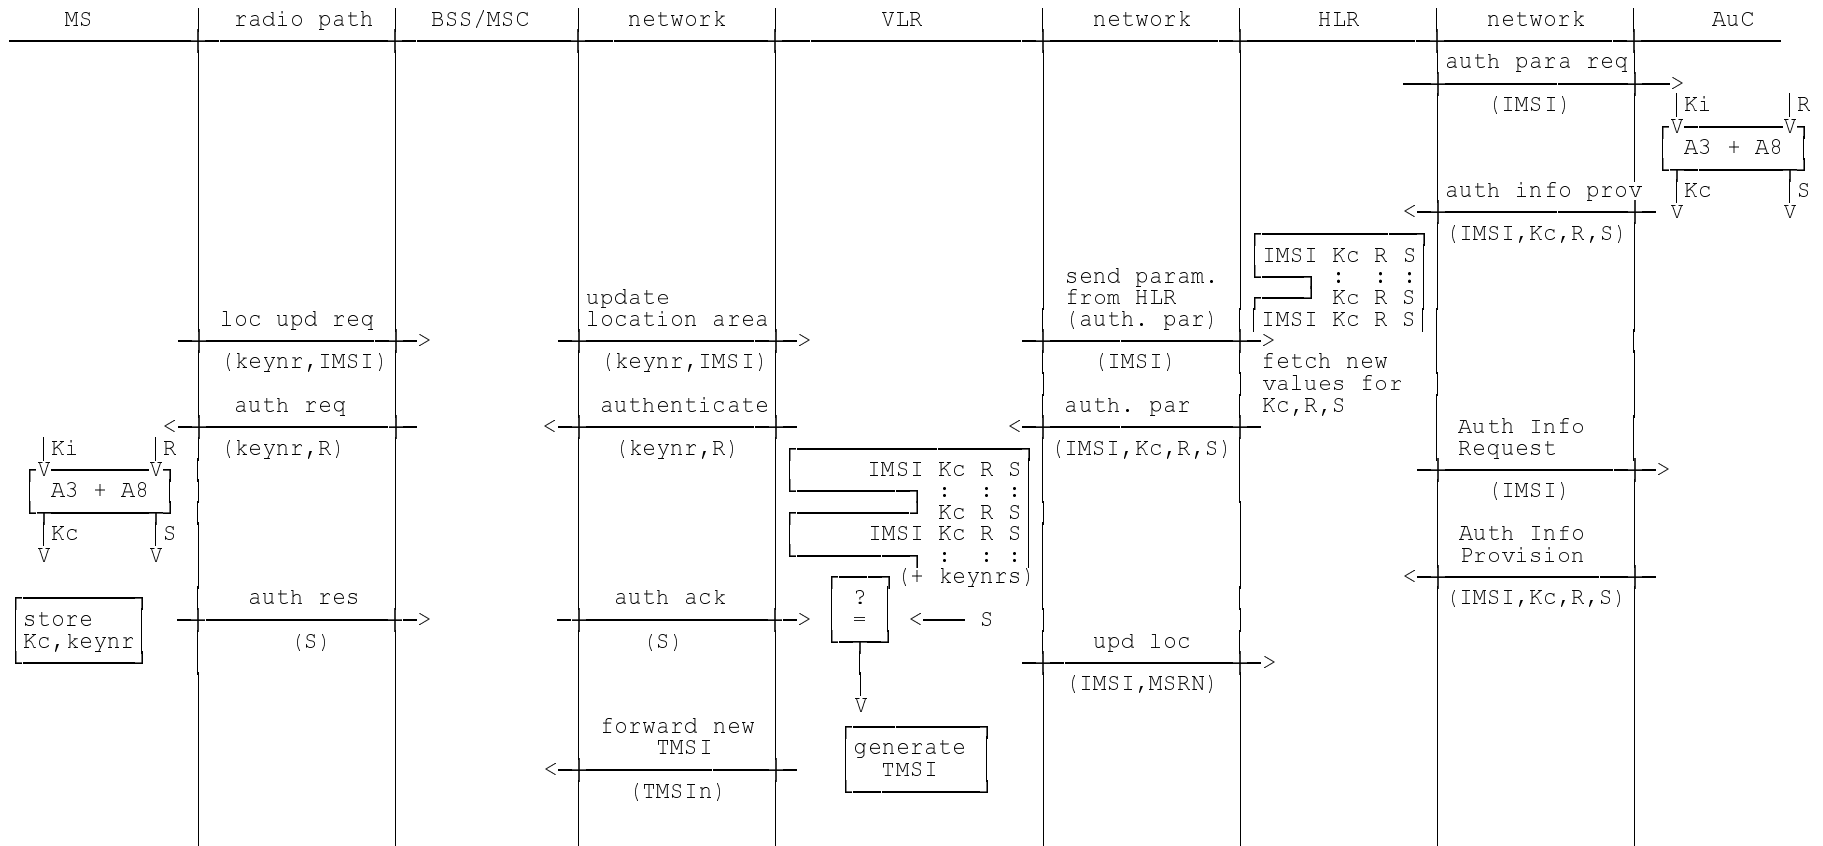 MS radio path BSS/MSC network VLR network HLR network AuC
auth para req
(IMSI)
Ki R
A3 + A8
auth info prov Kc S
(IMSI,Kc,R,S)
IMSI Kc R S
: : :
Kc R S
IMSI Kc R S
send param.
from HLR
(auth. par)
(IMSI)
update
location area
(keynr,IMSI)
loc upd req
(keynr,IMSI)
fetch new
values for
Kc,R,S
auth req
(keynr,R)
authenticate
(keynr,R)
auth. par
(IMSI,Kc,R,S)
Auth Info
Request
(IMSI)
Ki R
A3 + A8
Kc S
IMSI Kc R S
: : :
Kc R S
IMSI Kc R S
: : :
(+ keynrs)
Auth Info
Provision
(IMSI,Kc,R,S)
store
Kc,keynr
auth res
(S)
auth ack
(S)
?
=
S
upd loc
(IMSI,MSRN)
forward new
TMSI
(TMSIn)
generate
TMSI